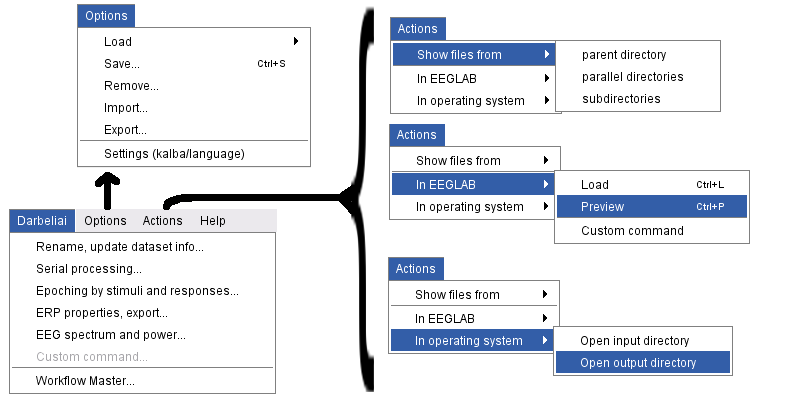 Options
Load
Save... Ctrl+S
Remove...
Import...
Export...
Settings (kalba/language)
Darbeliai Options Actions Help
Rename, update dataset info...
Serial processing...
Epoching by stimuli and responses...
ERP properties, export...
EEG spectrum and power...
Custom command...
Workflow Master...
Actions
Show files from
In EEGLAB
In operating system
parent directory
parallel directories
subdirectories
Actions
Show files from
In EEGLAB
In operating system
Load Ctrl+L
Preview Ctrl+P
Custom command
Actions
Show files from
In EEGLAB
In operating system
Open input directory
Open output directory